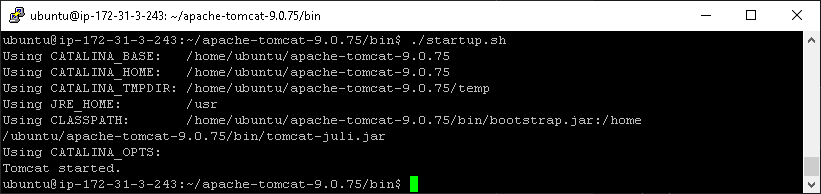 ubuntu@ip-172-31-3-243: ~/apache-tomcat-9.0.75/bin
ubuntu@ip-172-31-3-243:~/apache-tomcat-9.0.75/bin$ ./startup.sh
Using CATALINA_BASE:   /home/ubuntu/apache-tomcat-9.0.75
Using CATALINA_HOME:   /home/ubuntu/apache-tomcat-9.0.75
Using CATALINA_TMPDIR: /home/ubuntu/apache-tomcat-9.0.75/temp
Using JRE_HOME:        /usr
Using CLASSPATH:       /home/ubuntu/apache-tomcat-9.0.75/bin/bootstrap.jar:/home
/ubuntu/apache-tomcat-9.0.75/bin/tomcat-juli.jar
Using CATALINA_OPTS:
Tomcat started.
ubuntu@ip-172-31-3-243:~/apache-tomcat-9.0.75/bin$